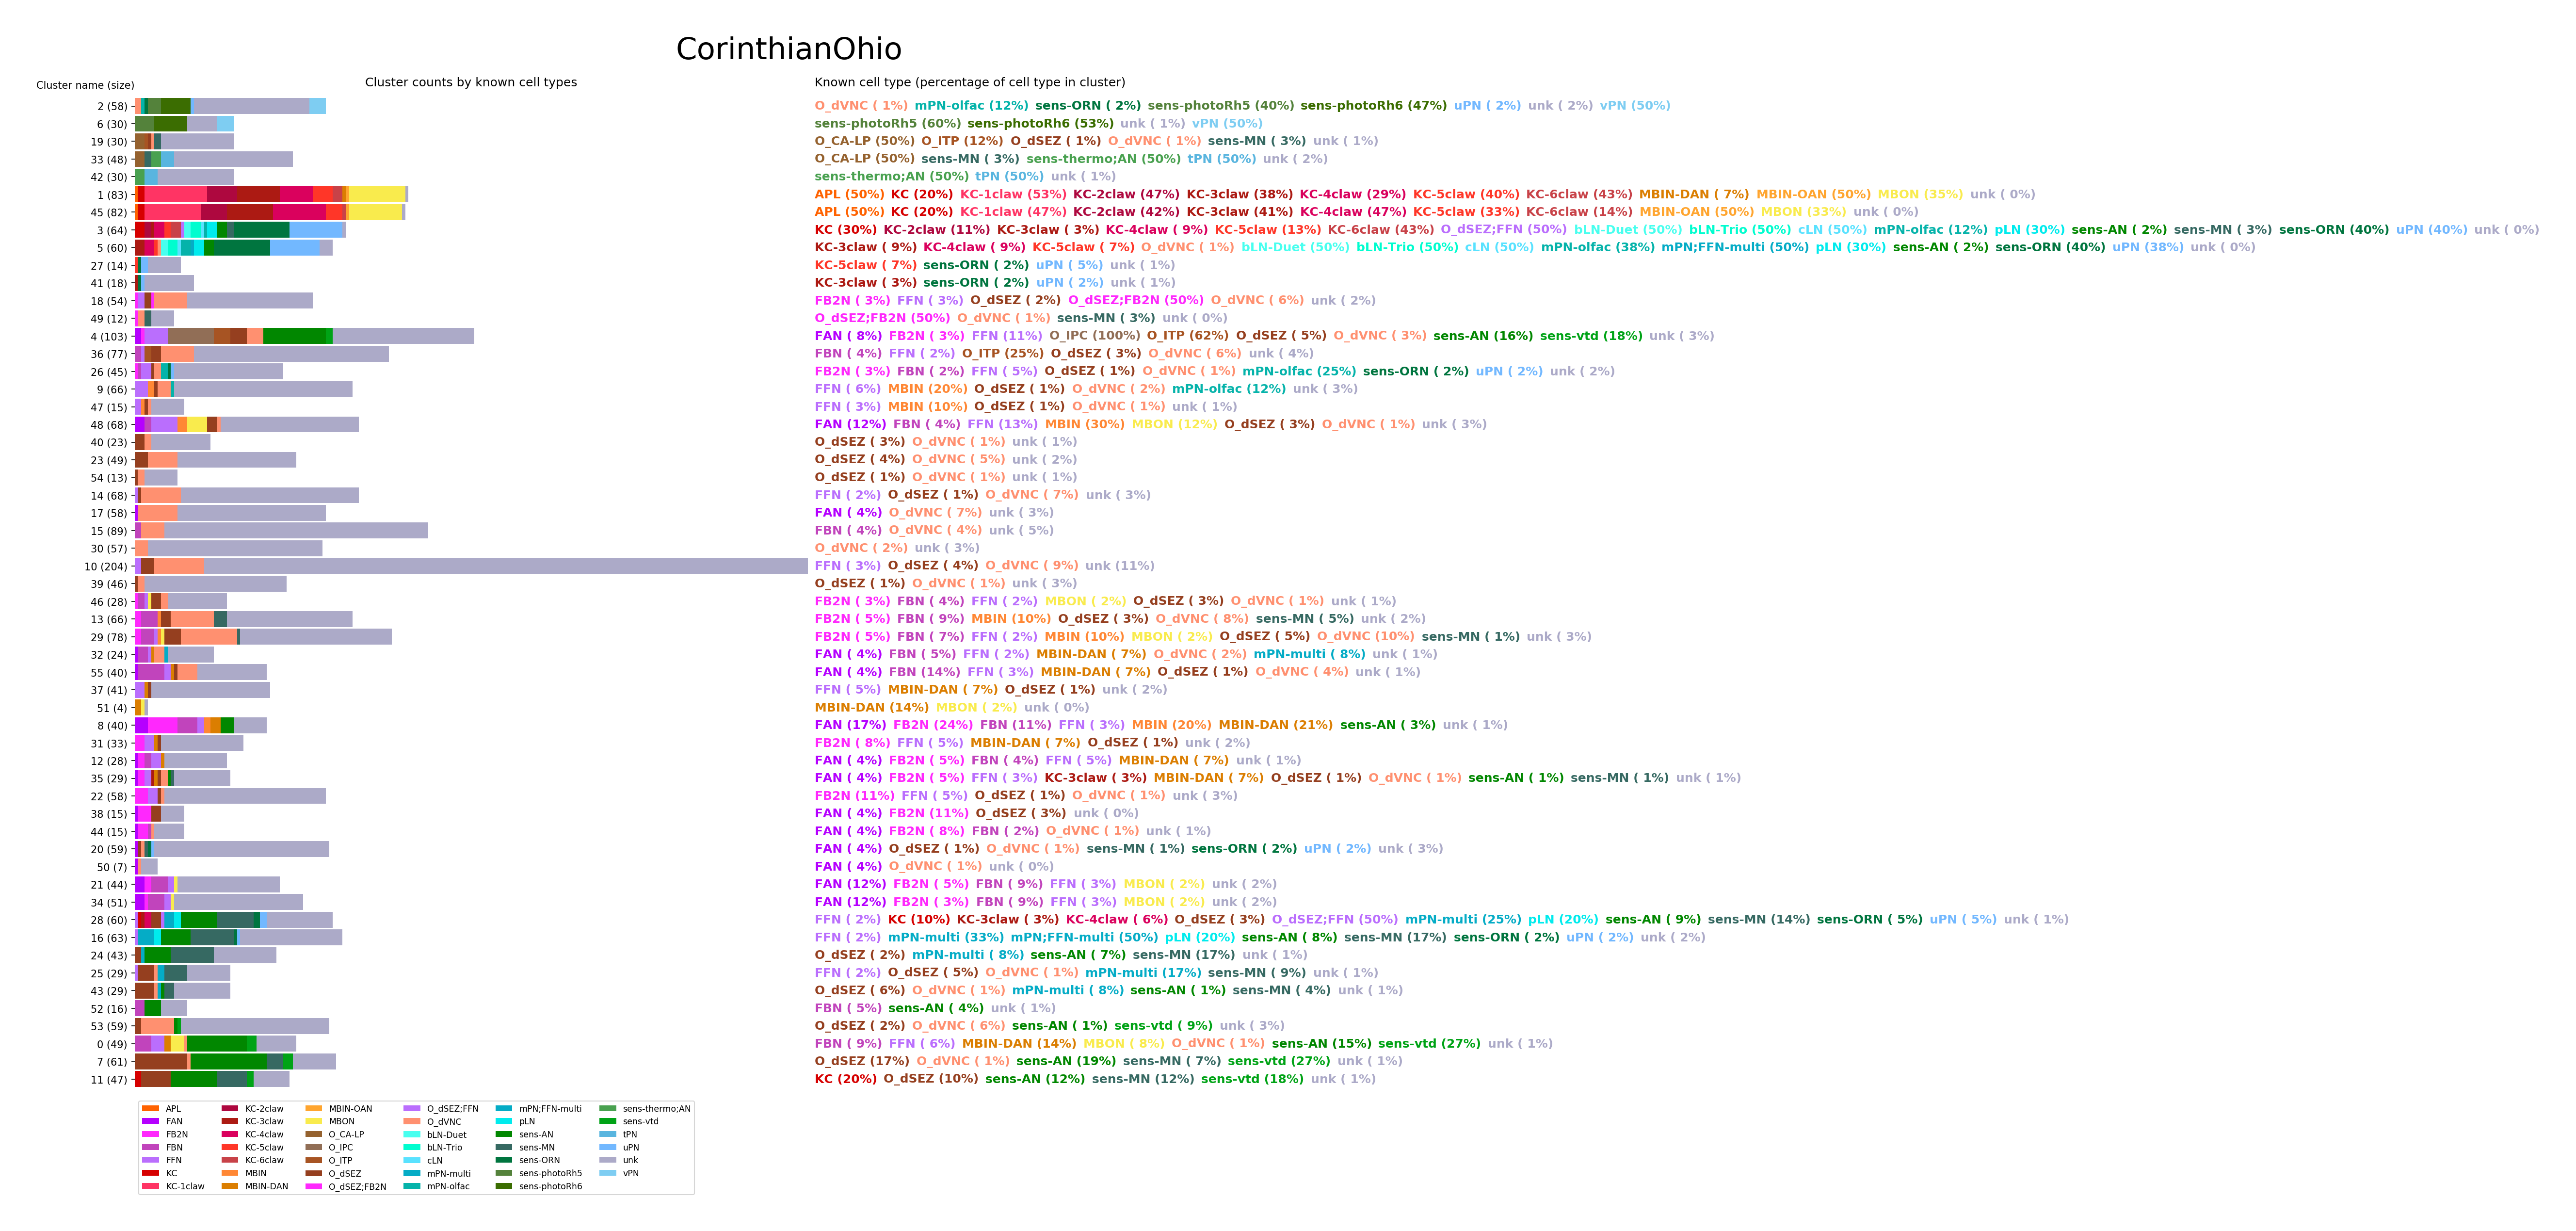 CorinthianOhio
Cluster name (size)
Cluster counts by known cell types
Known cell type (percentage of cell type in cluster)
2 (58) O_dVNC ( 1%) mPN-olfac (12%) sens-ORN ( 2%) sens-photoRh5 (40%) sens-photoRh6 (47%) uPN ( 2%) unk ( 2%) vPN (50%)
6 (30) sens-photoRh5 (60%) sens-photoRh6 (53%) unk ( 1%) vPN (50%)
19 (30) O_CA-LP (50%) O_ITP (12%) O_dSEZ ( 1%) O_dVNC ( 1%) sens-MN ( 3%) unk ( 1%)
33 (48) O_CA-LP (50%) sens-MN ( 3%) sens-thermo;AN (50%) tPN (50%) unk ( 2%)
42 (30) sens-thermo;AN (50%) tPN (50%) unk ( 1%)
1 (83) APL (50%) KC (20%) KC-1claw (53%) KC-2claw (47%) KC-3claw (38%) KC-4claw (29%) KC-5claw (40%) KC-6claw (43%) MBIN-DAN ( 7%) MBIN-OAN (50%) MBON (35%) unk ( 0%)
45 (82) APL (50%) KC (20%) KC-1claw (47%) KC-2claw (42%) KC-3claw (41%) KC-4claw (47%) KC-5claw (33%) KC-6claw (14%) MBIN-OAN (50%) MBON (33%) unk ( 0%)
3 (64) KC (30%) KC-2claw (11%) KC-3claw ( 3%) KC-4claw ( 9%) KC-5claw (13%) KC-6claw (43%) O_dSEZ;FFN (50%) bLN-Duet (50%) bLN-Trio (50%) cLN (50%) mPN-olfac (12%) pLN (30%) sens-AN ( 2%) sens-MN ( 3%) sens-ORN (40%) uPN (40%) unk ( 0%)
5 (60) KC-3claw ( 9%) KC-4claw ( 9%) KC-5claw ( 7%) O_dVNC ( 1%) bLN-Duet (50%) bLN-Trio (50%) cLN (50%) mPN-olfac (38%) mPN;FFN-multi (50%) pLN (30%) sens-AN ( 2%) sens-ORN (40%) uPN (38%) unk ( 0%)
27 (14) KC-5claw ( 7%) sens-ORN ( 2%) uPN ( 5%) unk ( 1%)
41 (18) KC-3claw ( 3%) sens-ORN ( 2%) uPN ( 2%) unk ( 1%)
18 (54) FB2N ( 3%) FFN ( 3%) O_dSEZ ( 2%) O_dSEZ;FB2N (50%) O_dVNC ( 6%) unk ( 2%)
49 (12) O_dSEZ;FB2N (50%) O_dVNC ( 1%) sens-MN ( 3%) unk ( 0%)
4 (103) FAN ( 8%) FB2N ( 3%) FFN (11%) O_IPC (100%) O_ITP (62%) O_dSEZ ( 5%) O_dVNC ( 3%) sens-AN (16%) sens-vtd (18%) unk ( 3%)
36 (77) FBN ( 4%) FFN ( 2%) O_ITP (25%) O_dSEZ ( 3%) O_dVNC ( 6%) unk ( 4%)
26 (45) FB2N ( 3%) FBN ( 2%) FFN ( 5%) O_dSEZ ( 1%) O_dVNC ( 1%) mPN-olfac (25%) sens-ORN ( 2%) uPN ( 2%) unk ( 2%)
9 (66) FFN ( 6%) MBIN (20%) O_dSEZ ( 1%) O_dVNC ( 2%) mPN-olfac (12%) unk ( 3%)
47 (15) FFN ( 3%) MBIN (10%) O_dSEZ ( 1%) O_dVNC ( 1%) unk ( 1%)
48 (68) FAN (12%) FBN ( 4%) FFN (13%) MBIN (30%) MBON (12%) O_dSEZ ( 3%) O_dVNC ( 1%) unk ( 3%)
40 (23) O_dSEZ ( 3%) O_dVNC ( 1%) unk ( 1%)
23 (49) O_dSEZ ( 4%) O_dVNC ( 5%) unk ( 2%)
54 (13) O_dSEZ ( 1%) O_dVNC ( 1%) unk ( 1%)
14 (68) FFN ( 2%) O_dSEZ ( 1%) O_dVNC ( 7%) unk ( 3%)
17 (58) FAN ( 4%) O_dVNC ( 7%) unk ( 3%)
15 (89) FBN ( 4%) O_dVNC ( 4%) unk ( 5%)
30 (57) O_dVNC ( 2%) unk ( 3%)
10 (204) FFN ( 3%) O_dSEZ ( 4%) O_dVNC ( 9%) unk (11%)
39 (46) O_dSEZ ( 1%) O_dVNC ( 1%) unk ( 3%)
46 (28) FB2N ( 3%) FBN ( 4%) FFN ( 2%) MBON ( 2%) O_dSEZ ( 3%) O_dVNC ( 1%) unk ( 1%)
13 (66) FB2N ( 5%) FBN ( 9%) MBIN (10%) O_dSEZ ( 3%) O_dVNC ( 8%) sens-MN ( 5%) unk ( 2%)
29 (78) FB2N ( 5%) FBN ( 7%) FFN ( 2%) MBIN (10%) MBON ( 2%) O_dSEZ ( 5%) O_dVNC (10%) sens-MN ( 1%) unk ( 3%)
32 (24) FAN ( 4%) FBN ( 5%) FFN ( 2%) MBIN-DAN ( 7%) O_dVNC ( 2%) mPN-multi ( 8%) unk ( 1%)
55 (40) FAN ( 4%) FBN (14%) FFN ( 3%) MBIN-DAN ( 7%) O_dSEZ ( 1%) O_dVNC ( 4%) unk ( 1%)
37 (41) FFN ( 5%) MBIN-DAN ( 7%) O_dSEZ ( 1%) unk ( 2%)
51 (4) MBIN-DAN (14%) MBON ( 2%) unk ( 0%)
8 (40) FAN (17%) FB2N (24%) FBN (11%) FFN ( 3%) MBIN (20%) MBIN-DAN (21%) sens-AN ( 3%) unk ( 1%)
31 (33) FB2N ( 8%) FFN ( 5%) MBIN-DAN ( 7%) O_dSEZ ( 1%) unk ( 2%)
12 (28) FAN ( 4%) FB2N ( 5%) FBN ( 4%) FFN ( 5%) MBIN-DAN ( 7%) unk ( 1%)
35 (29) FAN ( 4%) FB2N ( 5%) FFN ( 3%) KC-3claw ( 3%) MBIN-DAN ( 7%) O_dSEZ ( 1%) O_dVNC ( 1%) sens-AN ( 1%) sens-MN ( 1%) unk ( 1%)
22 (58) FB2N (11%) FFN ( 5%) O_dSEZ ( 1%) O_dVNC ( 1%) unk ( 3%)
38 (15) FAN ( 4%) FB2N (11%) O_dSEZ ( 3%) unk ( 0%)
44 (15) FAN ( 4%) FB2N ( 8%) FBN ( 2%) O_dVNC ( 1%) unk ( 1%)
20 (59) FAN ( 4%) O_dSEZ ( 1%) O_dVNC ( 1%) sens-MN ( 1%) sens-ORN ( 2%) uPN ( 2%) unk ( 3%)
50 (7) FAN ( 4%) O_dVNC ( 1%) unk ( 0%)
21 (44) FAN (12%) FB2N ( 5%) FBN ( 9%) FFN ( 3%) MBON ( 2%) unk ( 2%)
34 (51) FAN (12%) FB2N ( 3%) FBN ( 9%) FFN ( 3%) MBON ( 2%) unk ( 2%)
28 (60) FFN ( 2%) KC (10%) KC-3claw ( 3%) KC-4claw ( 6%) O_dSEZ ( 3%) O_dSEZ;FFN (50%) mPN-multi (25%) pLN (20%) sens-AN ( 9%) sens-MN (14%) sens-ORN ( 5%) uPN ( 5%) unk ( 1%)
16 (63) FFN ( 2%) mPN-multi (33%) mPN;FFN-multi (50%) pLN (20%) sens-AN ( 8%) sens-MN (17%) sens-ORN ( 2%) uPN ( 2%) unk ( 2%)
24 (43) O_dSEZ ( 2%) mPN-multi ( 8%) sens-AN ( 7%) sens-MN (17%) unk ( 1%)
25 (29) FFN ( 2%) O_dSEZ ( 5%) O_dVNC ( 1%) mPN-multi (17%) sens-MN ( 9%) unk ( 1%)
43 (29) O_dSEZ ( 6%) O_dVNC ( 1%) mPN-multi ( 8%) sens-AN ( 1%) sens-MN ( 4%) unk ( 1%)
52 (16) FBN ( 5%) sens-AN ( 4%) unk ( 1%)
53 (59) O_dSEZ ( 2%) O_dVNC ( 6%) sens-AN ( 1%) sens-vtd ( 9%) unk ( 3%)
0 (49) FBN ( 9%) FFN ( 6%) MBIN-DAN (14%) MBON ( 8%) O_dVNC ( 1%) sens-AN (15%) sens-vtd (27%) unk ( 1%)
7 (61) O_dSEZ (17%) O_dVNC ( 1%) sens-AN (19%) sens-MN ( 7%) sens-vtd (27%) unk ( 1%)
11 (47) KC (20%) O_dSEZ (10%) sens-AN (12%) sens-MN (12%) sens-vtd (18%) unk ( 1%)
APL KC-2claw MBIN-OAN O_dSEZ;FFN mPN;FFN-multi sens-thermo;AN
FAN KC-3claw MBON O_dVNC pLN sens-vtd
FB2N KC-4claw O_CA-LP bLN-Duet sens-AN tPN
FBN KC-5claw O_IPC bLN-Trio sens-MN uPN
FFN KC-6claw O_ITP cLN sens-ORN unk
KC MBIN O_dSEZ mPN-multi sens-photoRh5 vPN
KC-1claw MBIN-DAN O_dSEZ;FB2N mPN-olfac sens-photoRh6